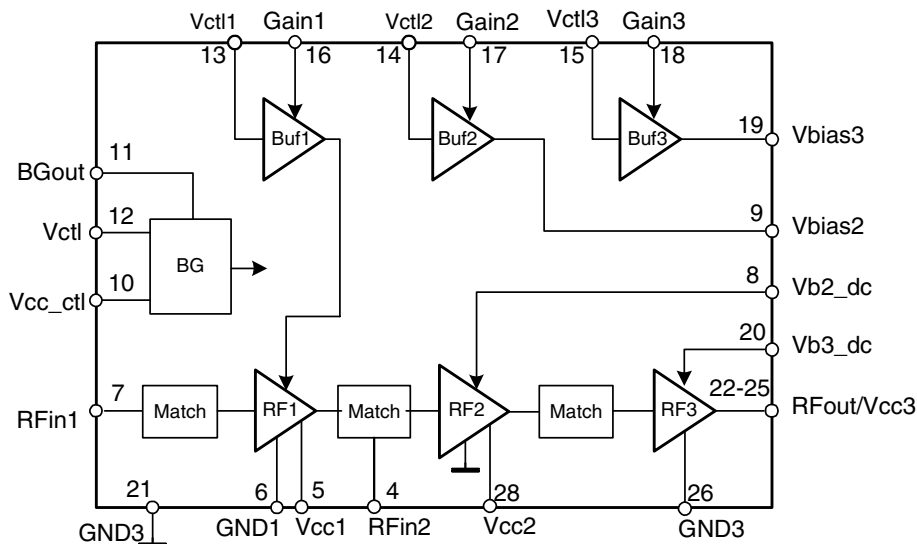 Vctl1 Gain1 Vctl2 Gain2 Vctl3 Gain3
13 16 14 17 15 18
Buf1 Buf2 Buf3
19 Vbias3
11
BGout
12
Vctl
9 Vbias2
BG
10
Vcc_ctl
8 Vb2_dc
20 Vb3_dc
7 22-25
RFin1 Match RF1 Match RF2 Match RF3 RFout/Vcc3
21 6 5 4 28 26
GND3 GND1 Vcc1 RFin2 Vcc2 GND3